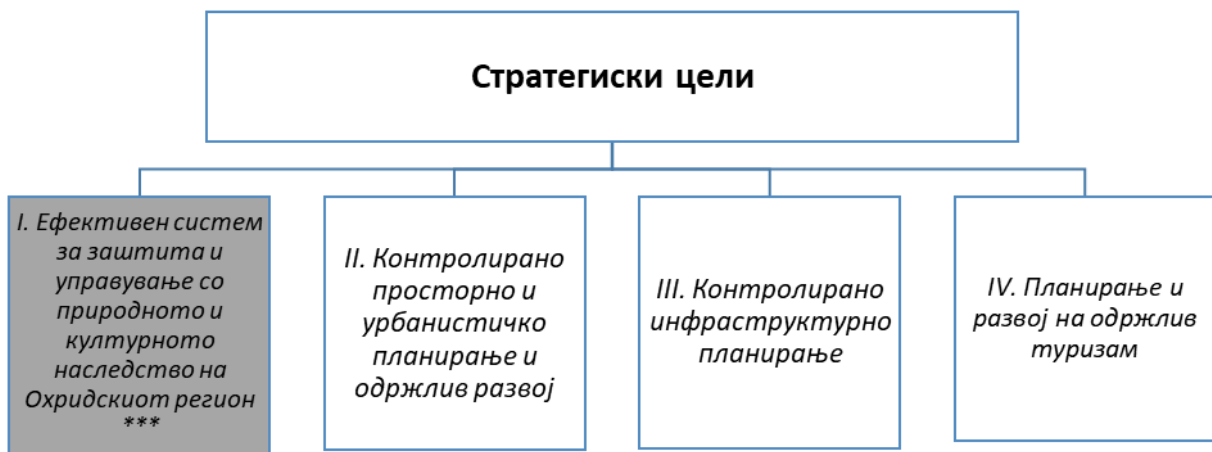 Стратегиски цели
I. Ефективен систем
за заштита и
управување со
природното и
културното
наследство на
Охридскиот регион
***
II. Контролирано
просторно и
урбанистичко
планирање и
одржлив развој
III. Контролирано
инфраструктурно
планирање
IV. Планирање и
развој на одржлив
туризам